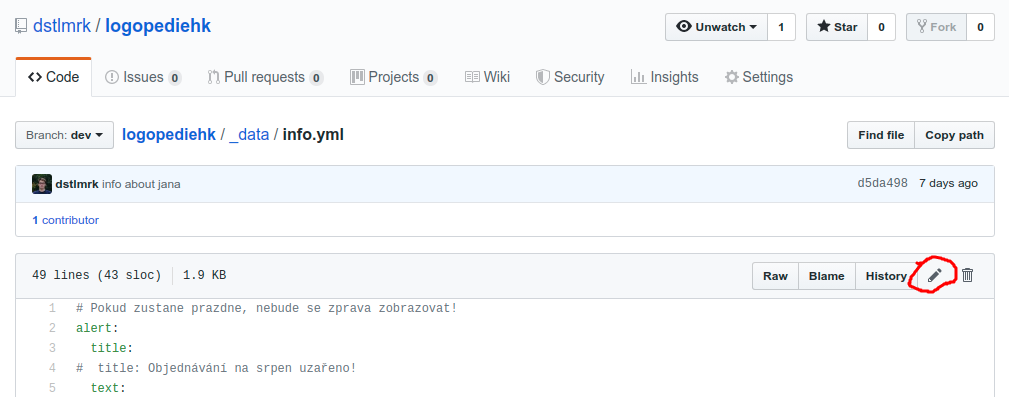 dstlmrk / logopediehk
Unwatch 1 Star 0 Fork 0
Code Issues 0 Pull requests 0 Projects 0 Wiki Security Insights Settings
Branch: dev logopediehk / _data / info.yml Find file Copy path
dstlmrk info about jana d5da498 7 days ago
1 contributor
49 lines (43 sloc) 1.9 KB Raw Blame History
1 # Pokud zustane prazdne, nebude se zprava zobrazovat!
2 alert:
3 title:
4 # title: Objednávání na srpen uzařeno!
5 text: